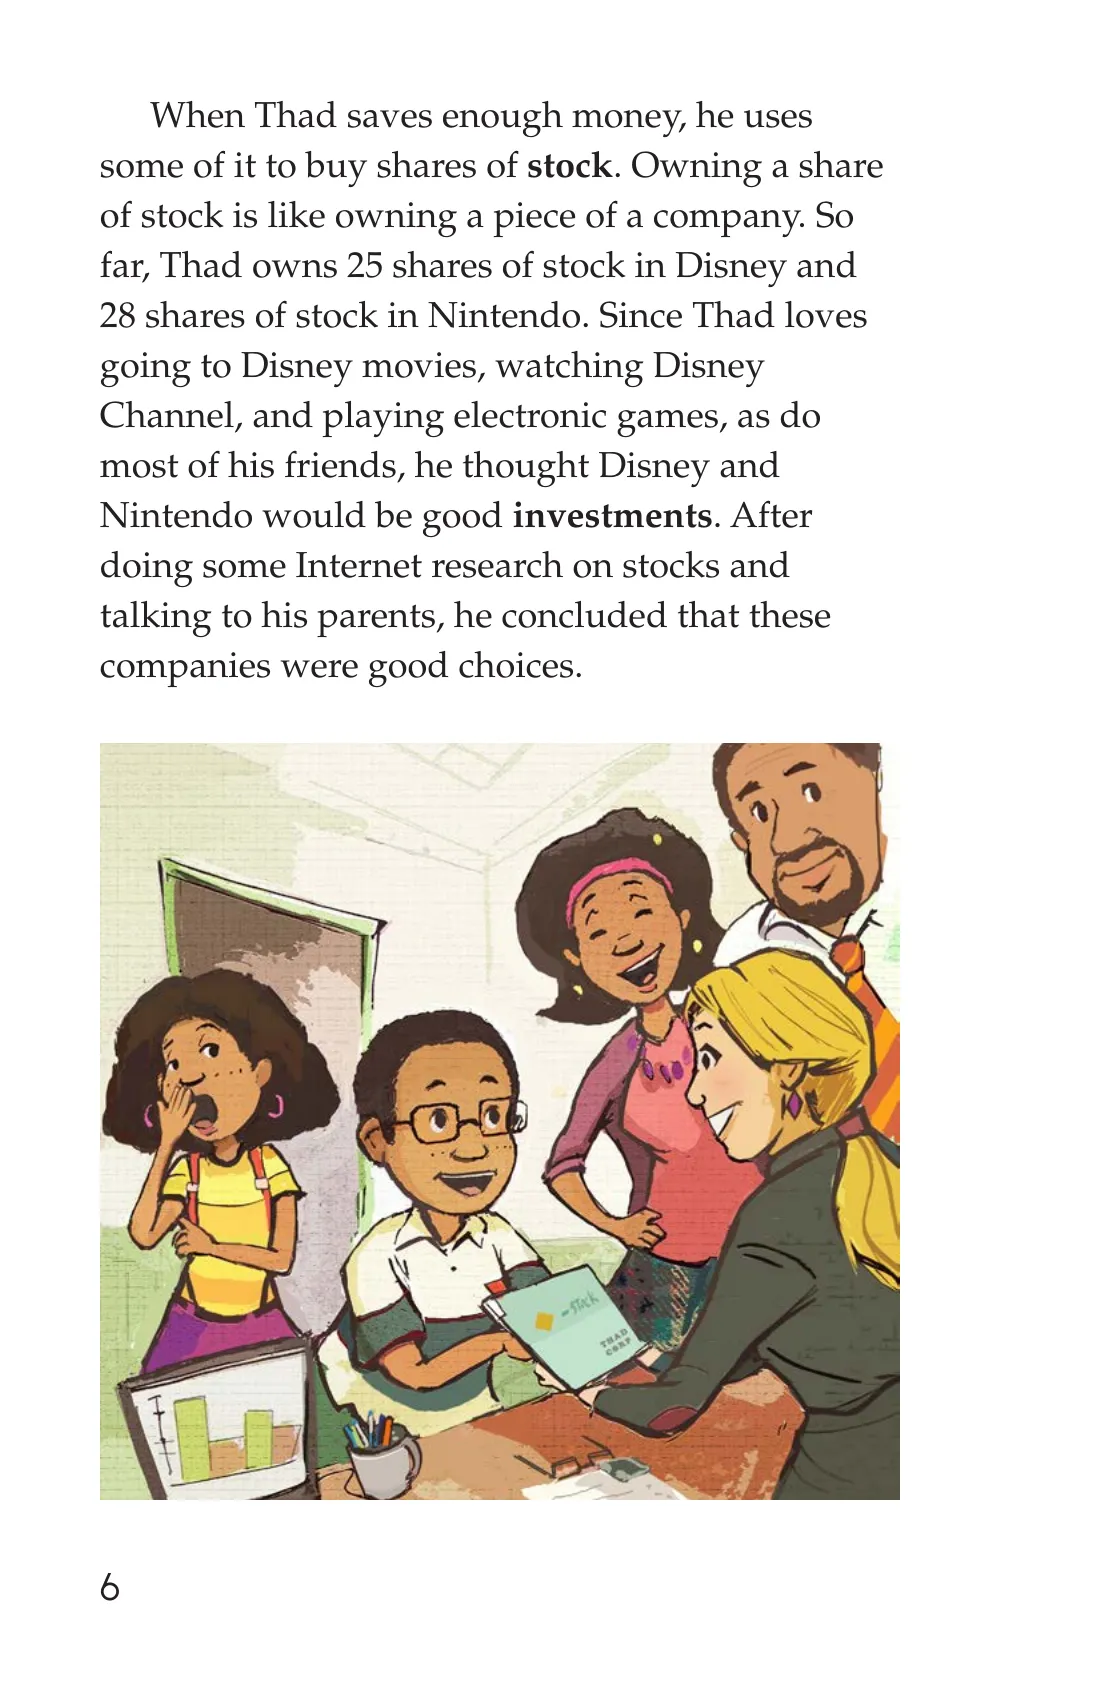 When Thad saves enough money, he uses
some of it to buy shares of stock. Owning a share
of stock is like owning a piece of a company. So
far, Thad owns 25 shares of stock in Disney and
28 shares of stock in Nintendo. Since Thad loves
going to Disney movies, watching Disney
Channel, and playing electronic games, as do
most of his friends, he thought Disney and
Nintendo would be good investments. After
doing some Internet research on stocks and
talking to his parents, he concluded that these
companies were good choices.
STOCK
THAD
CORP
6